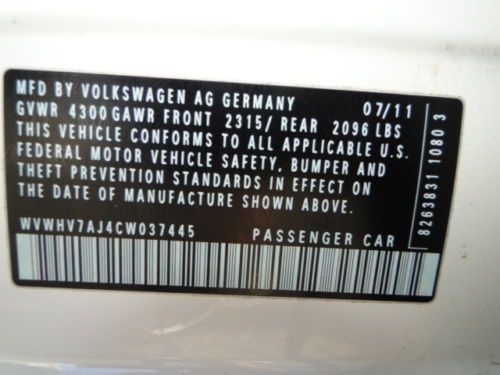 MFD BY VOLKSWAGEN AG GERMANY 07/11
GVWR 4300 GAWR FRONT 2315/ REAR 2096 LBS
THIS VEHICLE CONFORMS TO ALL APPLICABLE U.S.
FEDERAL MOTOR VEHICLE SAFETY, BUMPER AND
THEFT PREVENTION STANDARDS IN EFFECT ON
THE DATE OF MANUFACTURE SHOWN ABOVE.
WVWHV7AJ4CW037445 PASSENGER CAR
8263831 1080 3